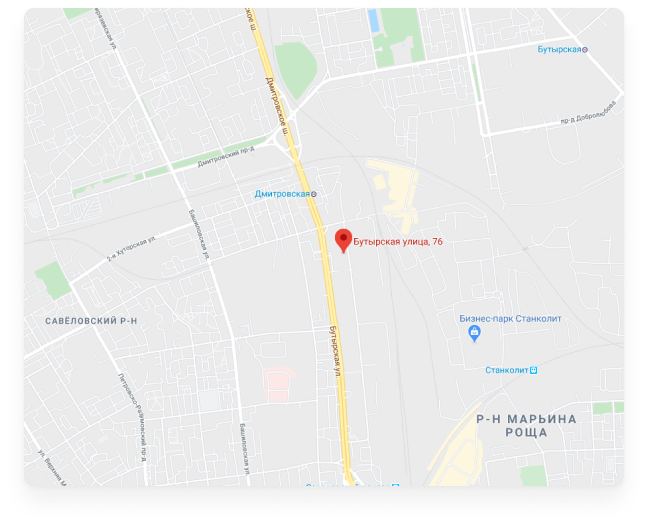 ское ш.
Бутырская
Дмитровское ш.
пр-д Добролюбова
Дмитровский пр-д
Дмитровская
Башиловская ул.
2-я Хуторская ул.
Бутырская улица, 76
САВЁЛОВСКИЙ Р-Н
Бизнес-парк Станколит
Бутырская ул.
Станколит
Петровско-Разумовский пр-д
Р-Н МАРЬИНА
РОЩА
Башиловская ул.
ул. Верхняя М